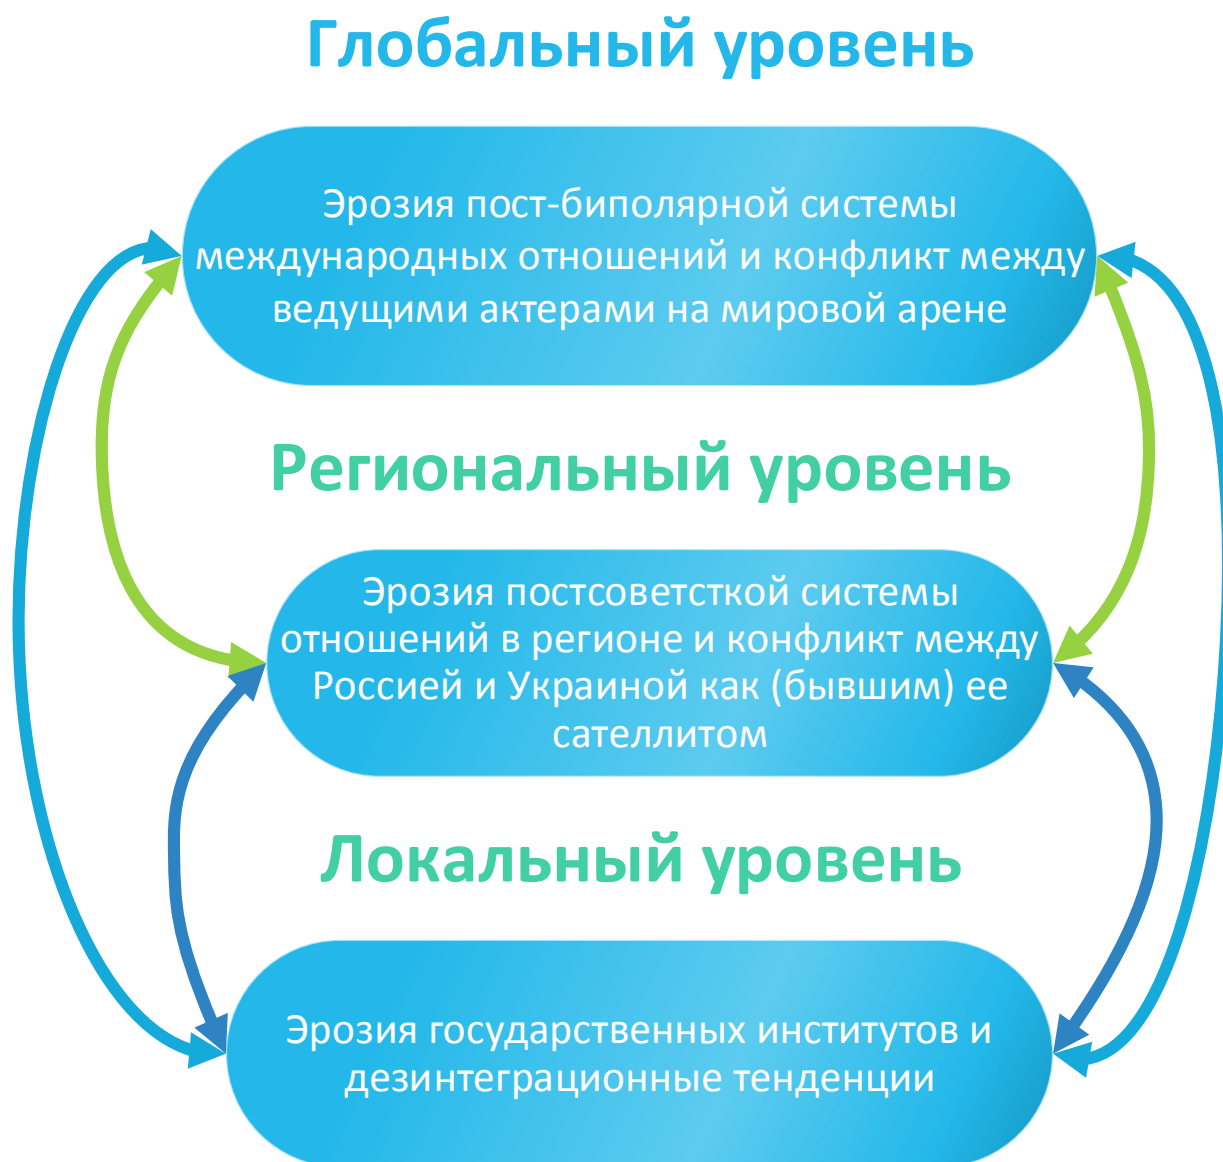 Глобальный уровень
Эрозия пост-биполярной системы
международных отношений и конфликт между
ведущими актерами на мировой арене
Региональный уровень
Эрозия постсоветсткой системы
отношений в регионе и конфликт между
Россией и Украиной как (бывшим) ее
сателлитом
Локальный уровень
Эрозия государственных институтов и
дезинтеграционные тенденции